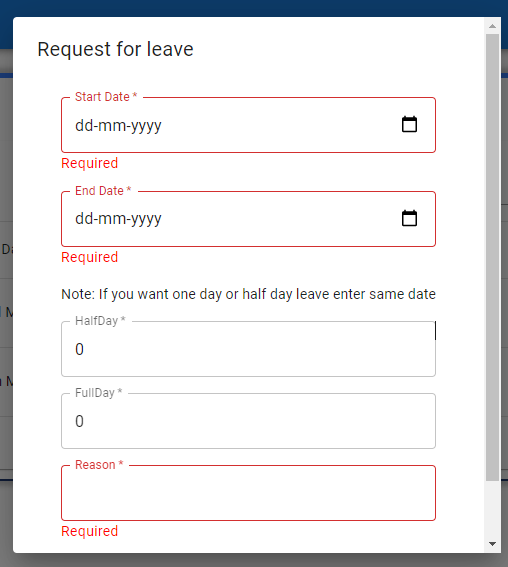 Request for leave
Start Date *
dd-mm-yyyy
Required
End Date *
dd-mm-yyyy
Required
Note: If you want one day or half day leave enter same date
HalfDay *
0
FullDay *
0
Reason *
Required